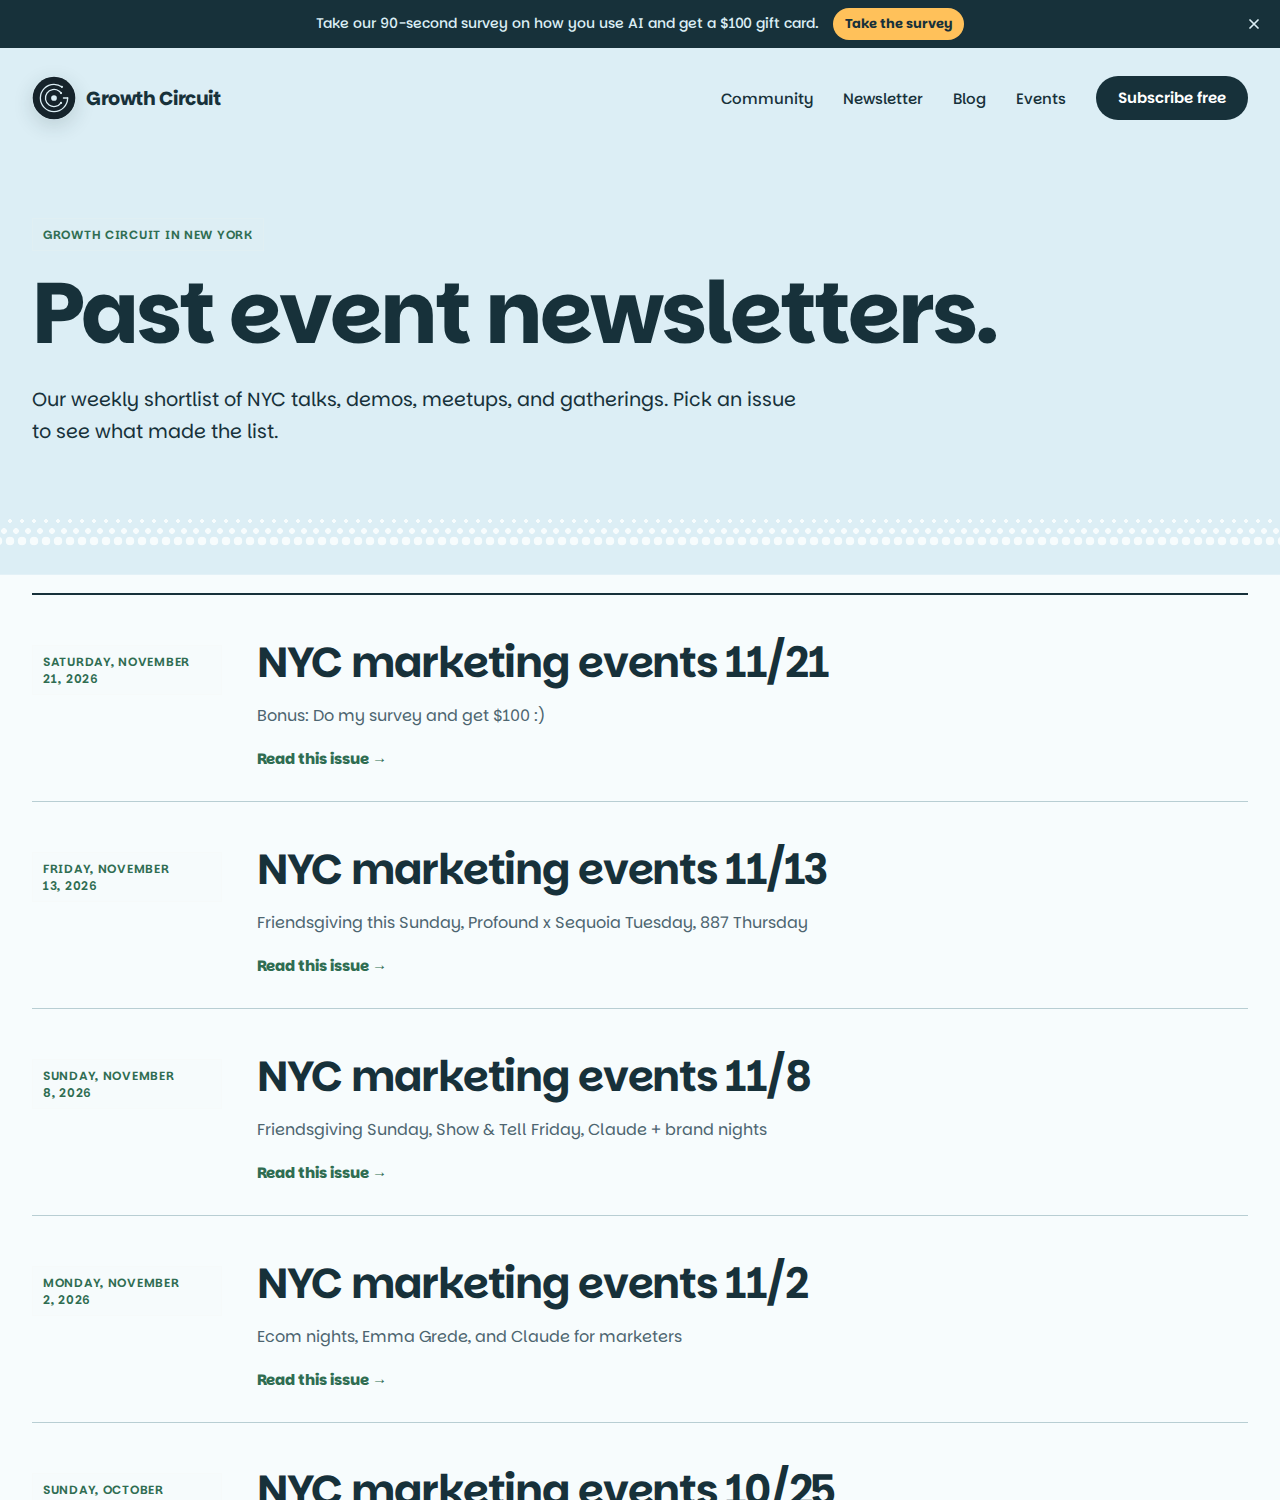 Take our 90-second survey on how you use AI and get a $100 gift card. Take the survey ×
Growth Circuit
Community Newsletter Blog Events Subscribe free
GROWTH CIRCUIT IN NEW YORK
Past event newsletters.
Our weekly shortlist of NYC talks, demos, meetups, and gatherings. Pick an issue
to see what made the list.
SATURDAY, NOVEMBER
21, 2026
NYC marketing events 11/21
Bonus: Do my survey and get $100 :)
Read this issue →
FRIDAY, NOVEMBER
13, 2026
NYC marketing events 11/13
Friendsgiving this Sunday, Profound x Sequoia Tuesday, 887 Thursday
Read this issue →
SUNDAY, NOVEMBER
8, 2026
NYC marketing events 11/8
Friendsgiving Sunday, Show & Tell Friday, Claude + brand nights
Read this issue →
MONDAY, NOVEMBER
2, 2026
NYC marketing events 11/2
Ecom nights, Emma Grede, and Claude for marketers
Read this issue →
SUNDAY, OCTOBER
NYC marketing events 10/25